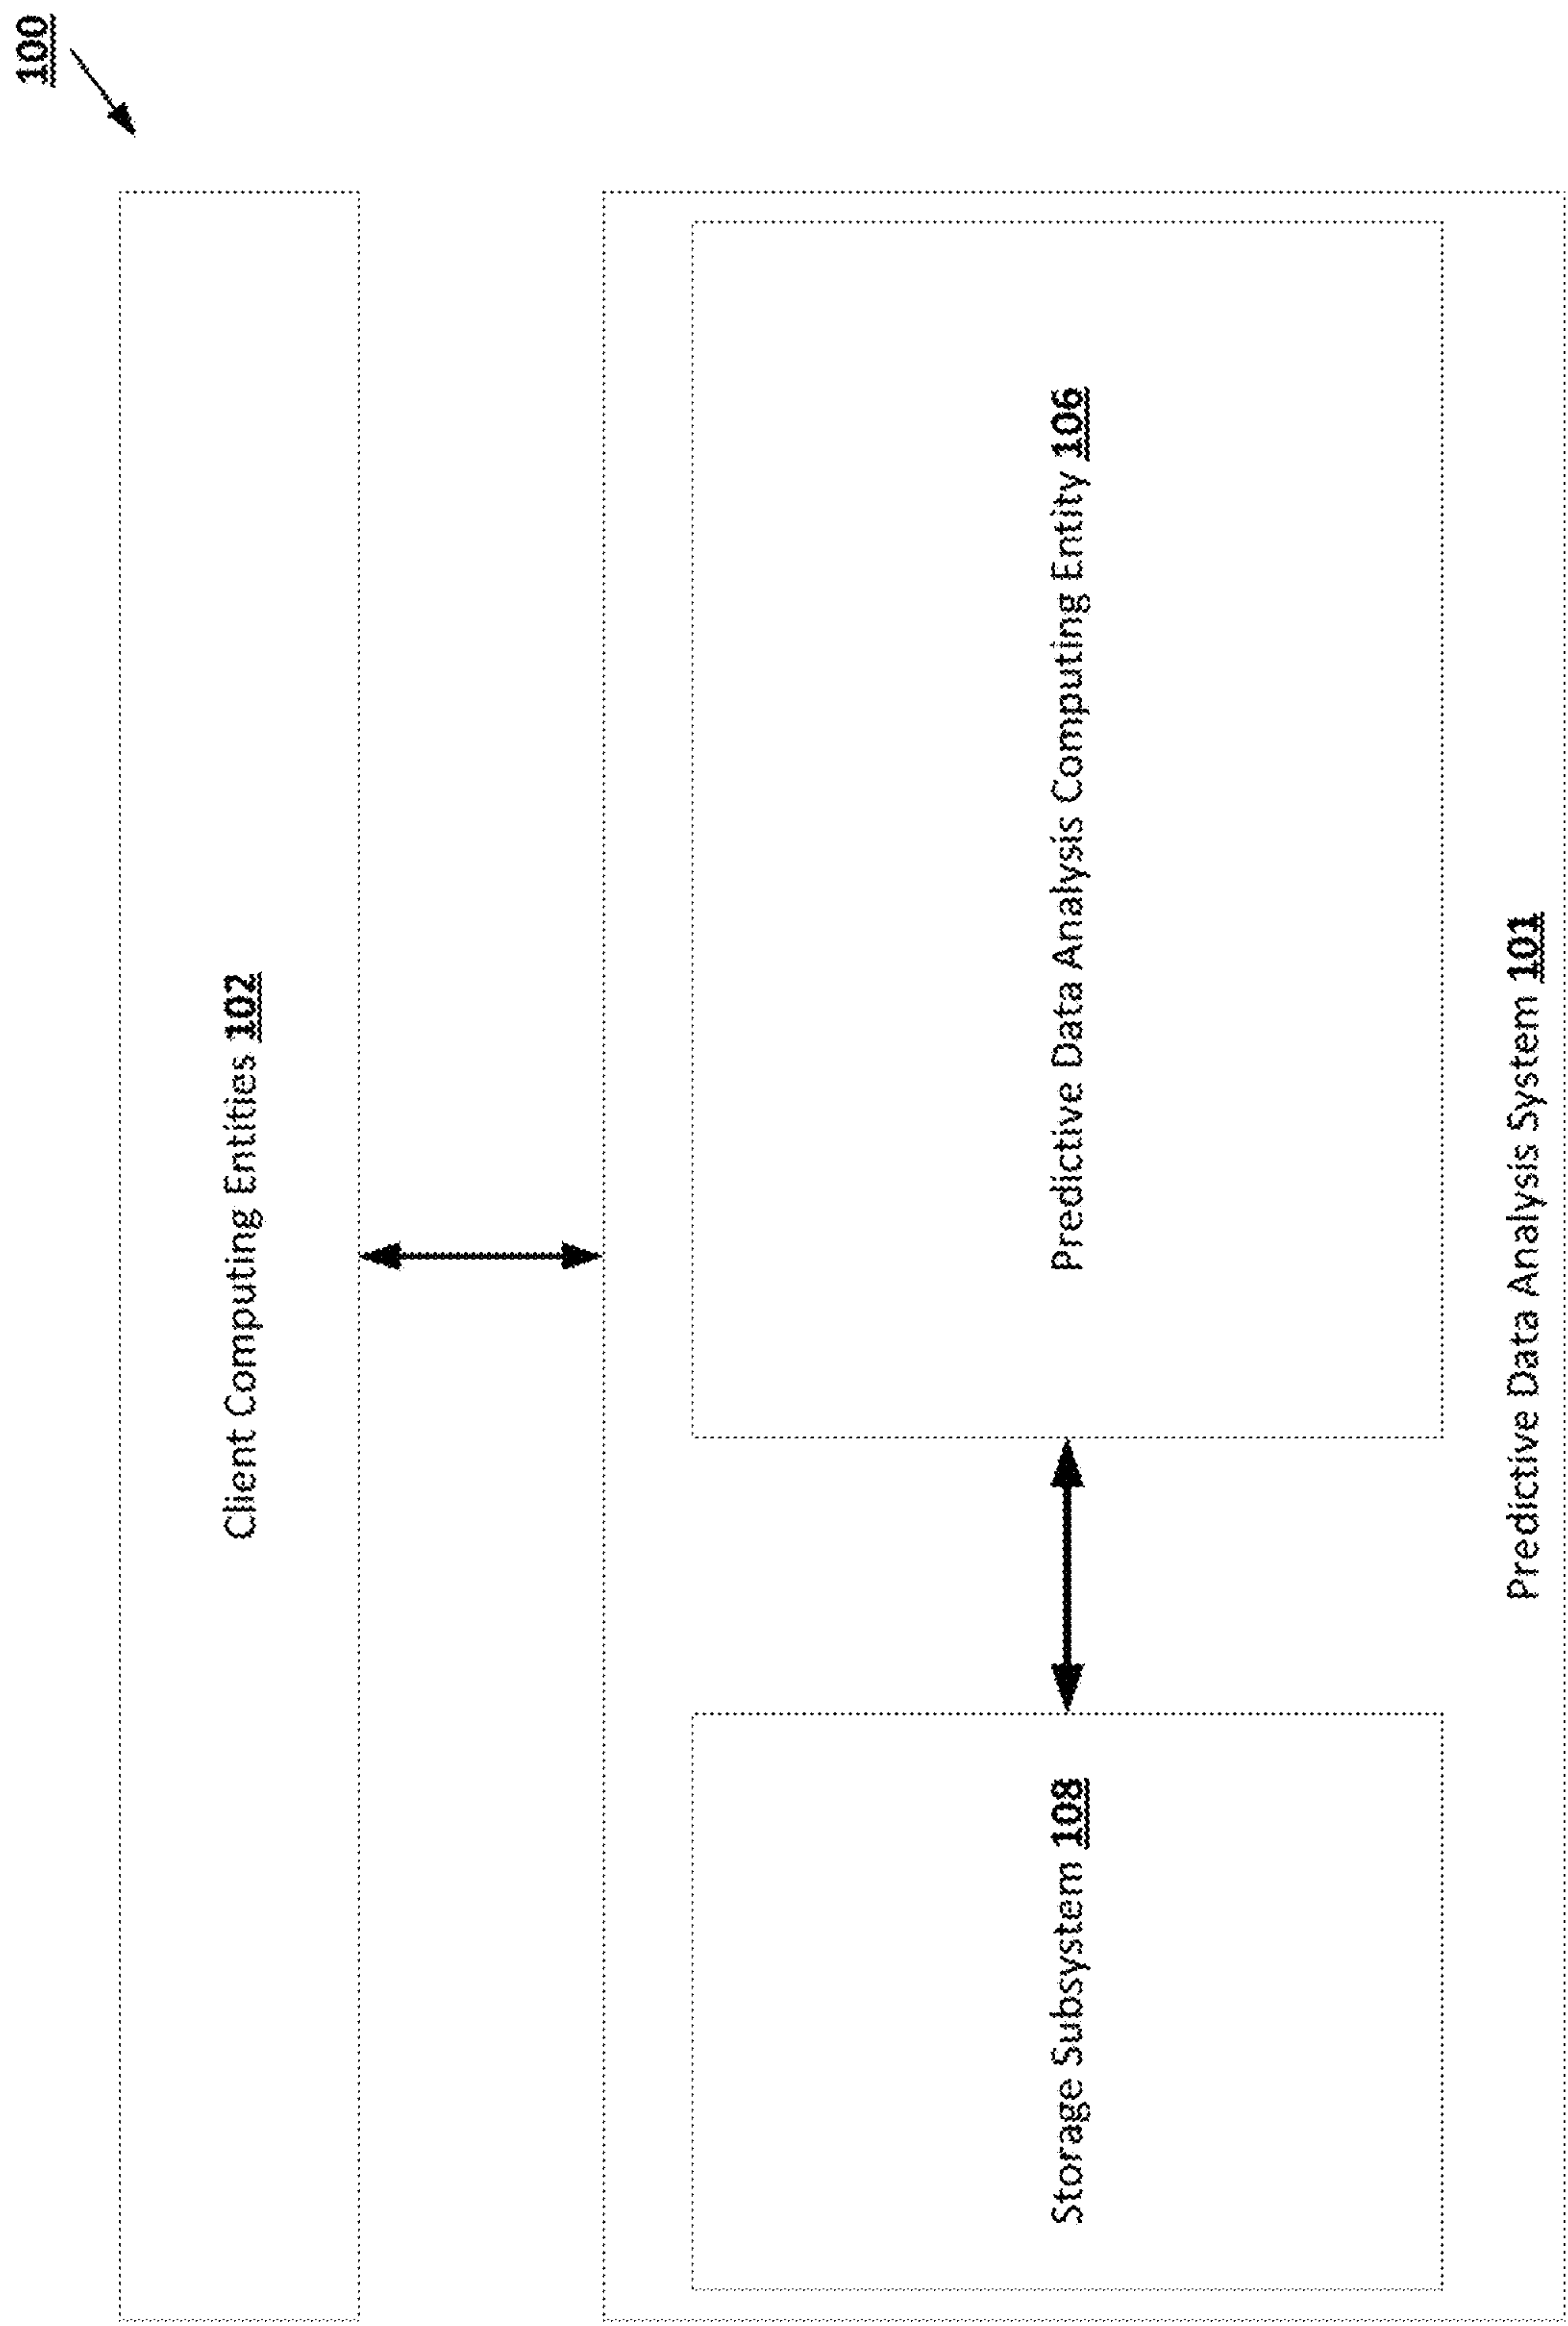 100
Client Computing Entities 102
Storage Subsystem 108
Predictive Data Analysis Computing Entity 106
Predictive Data Analysis System 101